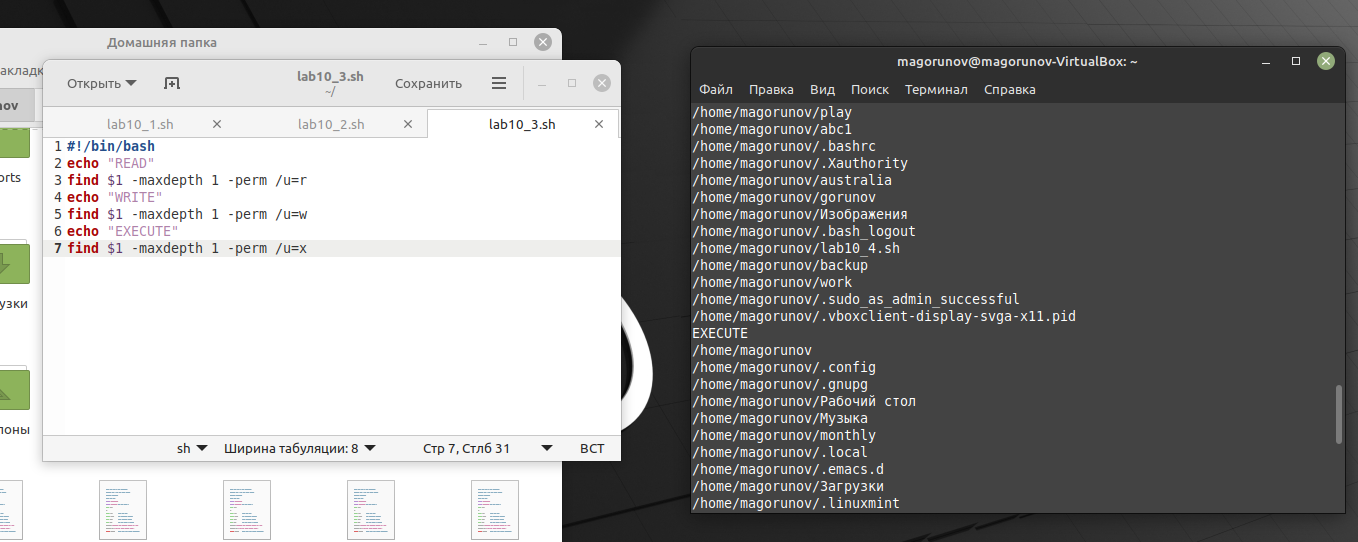 Домашняя папка
акладк
nov
orts
узки
лоны
Открыть
lab10_3.sh
~/
Сохранить
lab10_1.sh
lab10_2.sh
lab10_3.sh
1 #!/bin/bash
2 echo "READ"
3 find $1 -maxdepth 1 -perm /u=r
4 echo "WRITE"
5 find $1 -maxdepth 1 -perm /u=w
6 echo "EXECUTE"
7 find $1 -maxdepth 1 -perm /u=x
sh Ширина табуляции: 8 Стр 7, Стлб 31 ВСТ
magorunov@magorunov-VirtualBox: ~
Файл Правка Вид Поиск Терминал Справка
/home/magorunov/play
/home/magorunov/abc1
/home/magorunov/.bashrc
/home/magorunov/.Xauthority
/home/magorunov/australia
/home/magorunov/gorunov
/home/magorunov/Изображения
/home/magorunov/.bash_logout
/home/magorunov/lab10_4.sh
/home/magorunov/backup
/home/magorunov/work
/home/magorunov/.sudo_as_admin_successful
/home/magorunov/.vboxclient-display-svga-x11.pid
EXECUTE
/home/magorunov
/home/magorunov/.config
/home/magorunov/.gnupg
/home/magorunov/Рабочий стол
/home/magorunov/Музыка
/home/magorunov/monthly
/home/magorunov/.local
/home/magorunov/.emacs.d
/home/magorunov/Загрузки
/home/magorunov/.linuxmint